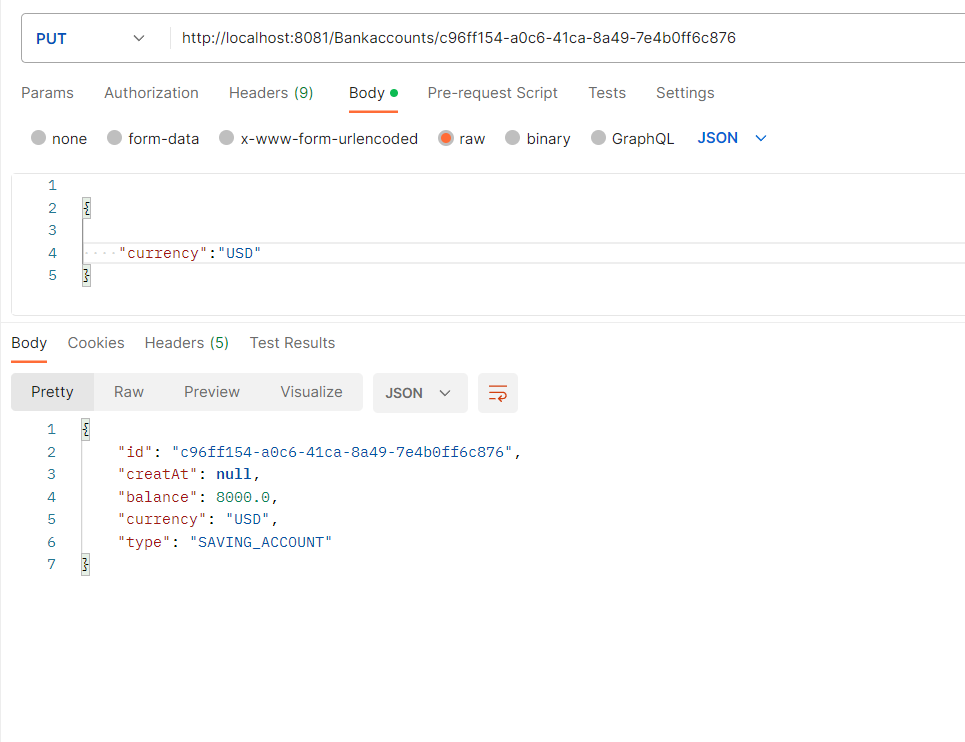 PUT http://localhost:8081/Bankaccounts/c96ff154-a0c6-41ca-8a49-7e4b0ff6c876
Params Authorization Headers (9) Body Pre-request Script Tests Settings
none form-data x-www-form-urlencoded raw binary GraphQL JSON
1
2 {
3
4 ····"currency":"USD"
5 }
Body Cookies Headers (5) Test Results
Pretty Raw Preview Visualize JSON
1 {
2 "id": "c96ff154-a0c6-41ca-8a49-7e4b0ff6c876",
3 "creatAt": null,
4 "balance": 8000.0,
5 "currency": "USD",
6 "type": "SAVING_ACCOUNT"
7 }